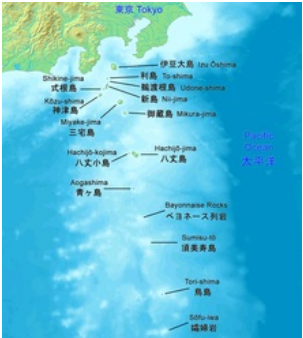 東京 Tokyo
伊豆大島 Izu Ōshima
利島 To-shima
Shikine-jima
式根島
鵜渡根島 Udone-shima
新島 Nii-jima
Kōzu-shima
神津島
御蔵島 Mikura-jima
Miyake-jima
三宅島
Hachijō-kojima
八丈小島
Hachijō-jima
八丈島
Pacific
Ocean
太平洋
Aogashima
青ヶ島
Bayonnaise Rocks
ベヨネース列岩
Sumisu-tō
須美寿島
Tori-shima
鳥島
Sōfu-iwa
孀婦岩